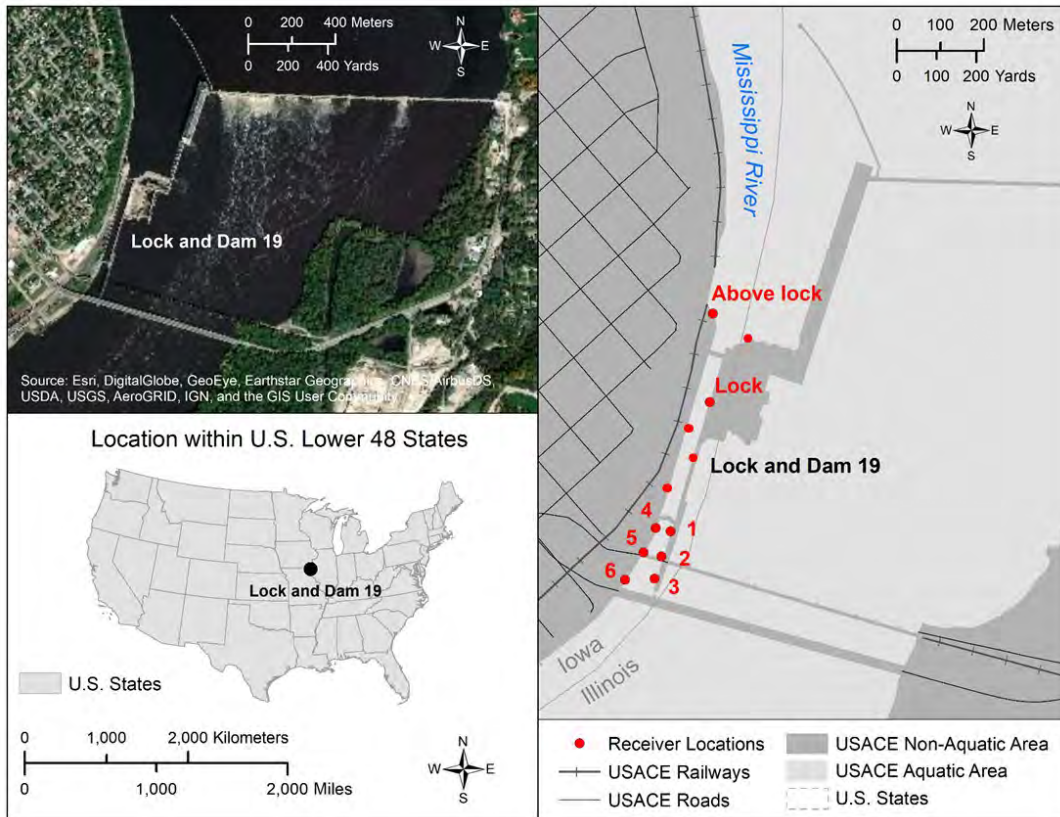 0 200 400 Meters
0 200 400 Yards
N
W E
S
Lock and Dam 19
Source: Esri, DigitalGlobe, GeoEye, Earthstar Geographics, CNES/Airbus DS,
USDA, USGS, AeroGRID, IGN, and the GIS User Community
Location within U.S. Lower 48 States
Lock and Dam 19
U.S. States
0 1,000 2,000 Kilometers
0 1,000 2,000 Miles
N
W E
S
0 100 200 Meters
0 100 200 Yards
N
W E
S
Mississippi River
Above lock
Lock
Lock and Dam 19
4
1
5
2
6
3
Iowa
Illinois
Receiver Locations
USACE Railways
USACE Roads
USACE Non-Aquatic Area
USACE Aquatic Area
U.S. States